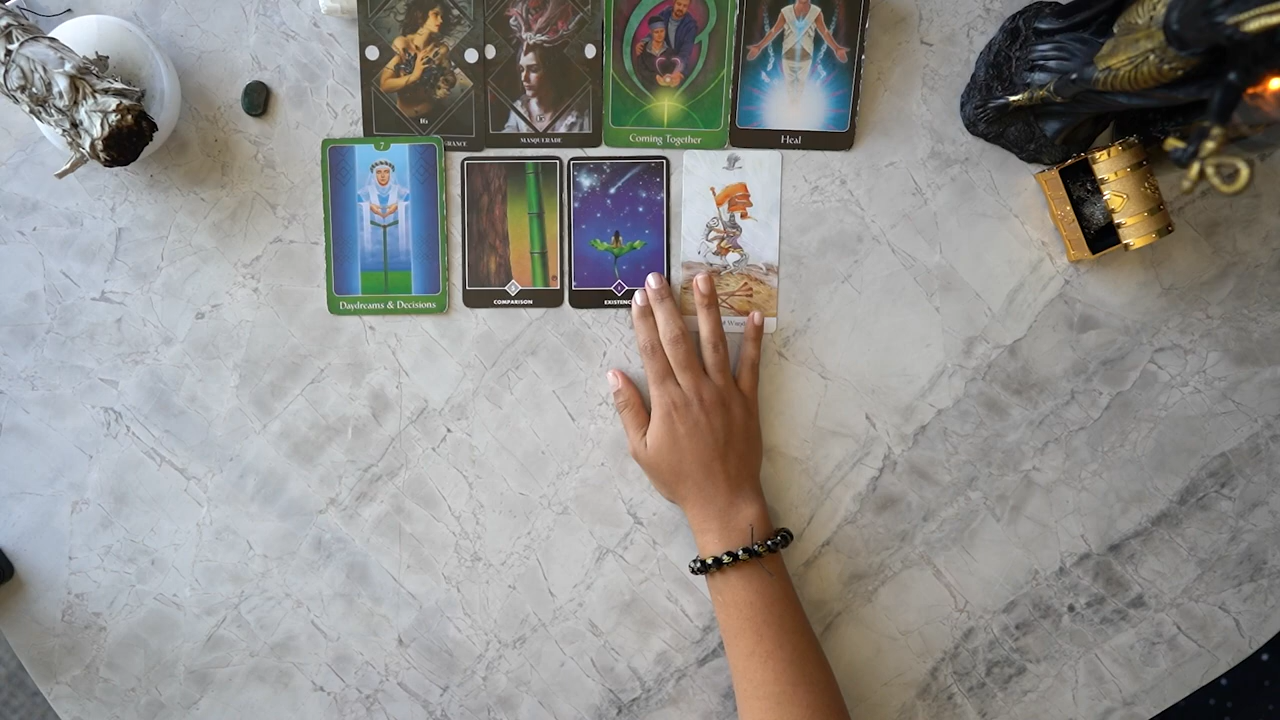 16
MASQUERADE
Coming Together
Heal
7
Daydreams & Decisions
COMPARISON